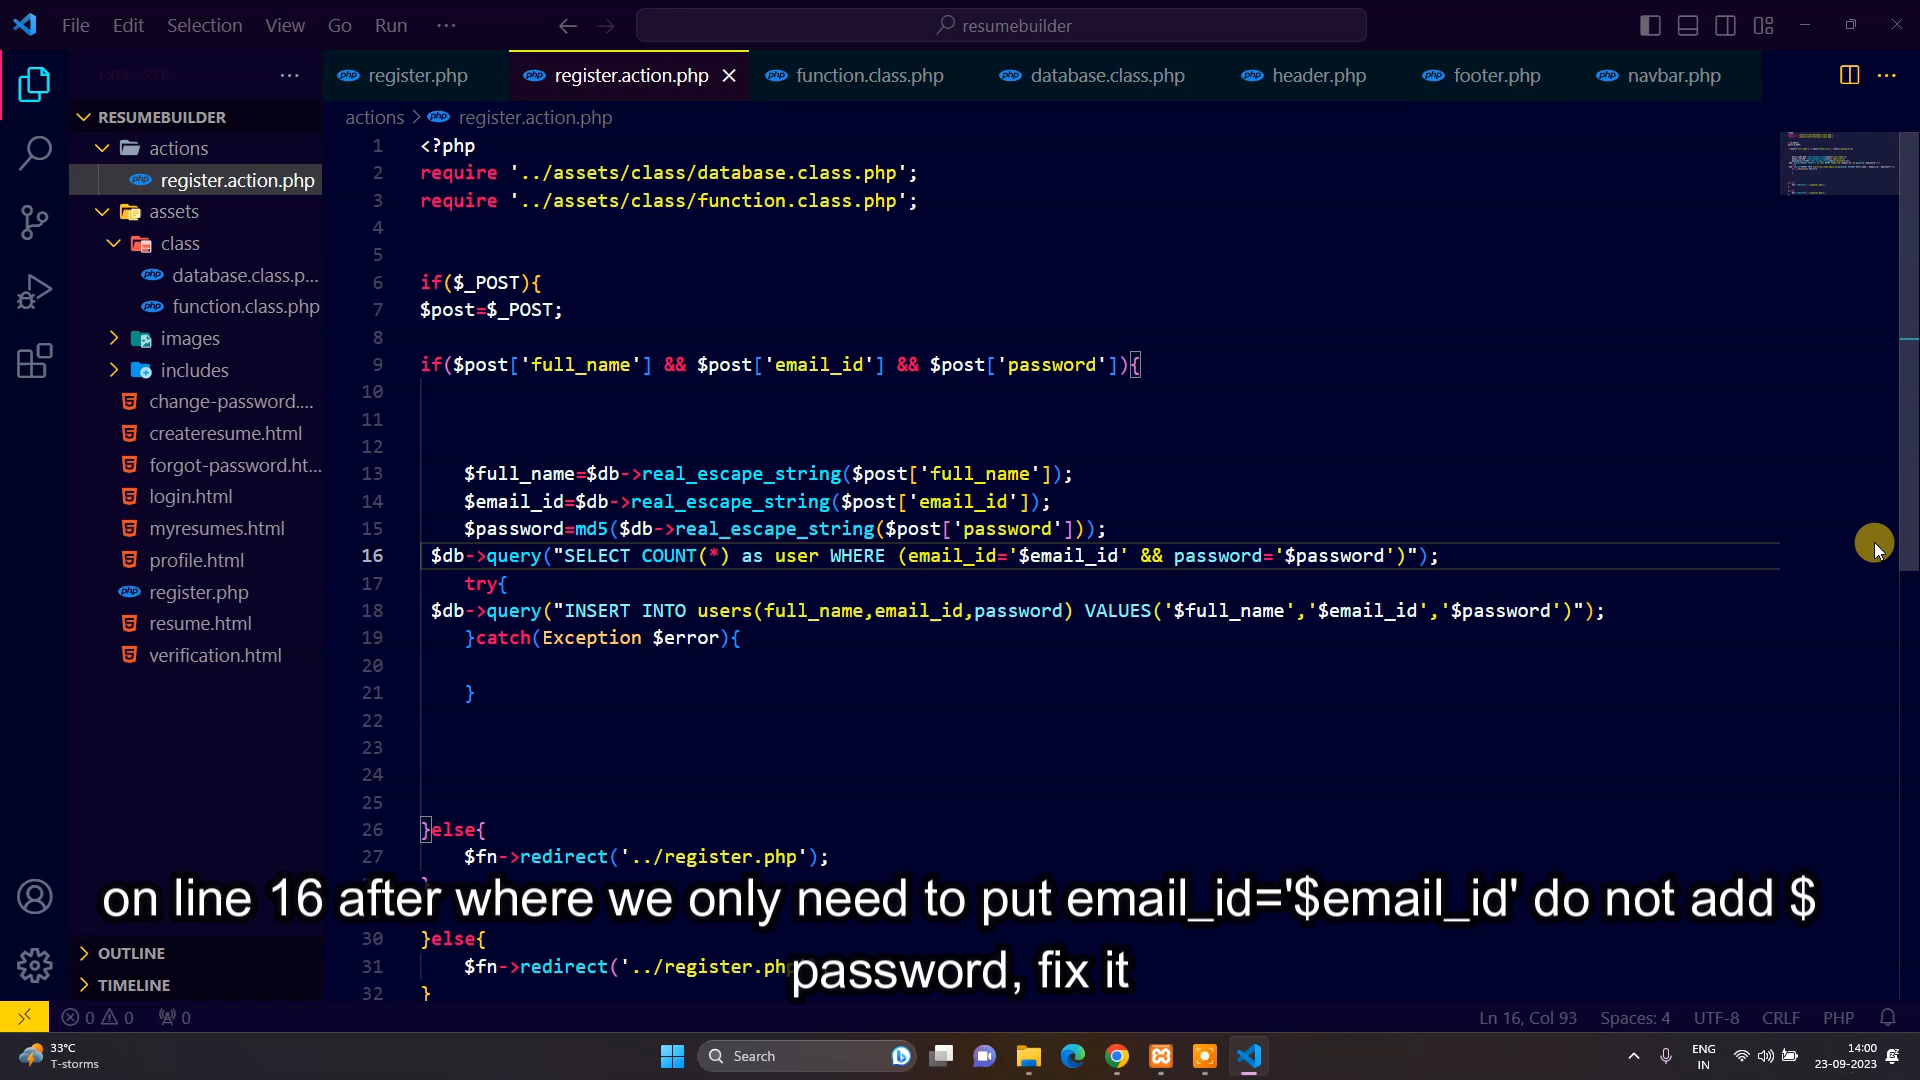 File Edit Selection View Go Run ··· resumebuilder
EXPLORER ···
register.php register.action.php function.class.php database.class.php header.php footer.php navbar.php ···
RESUMEBUILDER
actions
register.action.php
assets
class
database.class.p...
function.class.php
images
includes
change-password....
createresume.html
forgot-password.ht...
login.html
myresumes.html
profile.html
register.php
resume.html
verification.html
OUTLINE
TIMELINE
actions > register.action.php
1 <?php
2 require '../assets/class/database.class.php';
3 require '../assets/class/function.class.php';
4
5
6 if($_POST){
7 $post=$_POST;
8
9 if($post['full_name'] && $post['email_id'] && $post['password']){
10
11
12
13 $full_name=$db->real_escape_string($post['full_name']);
14 $email_id=$db->real_escape_string($post['email_id']);
15 $password=md5($db->real_escape_string($post['password']));
16 $db->query("SELECT COUNT(*) as user WHERE (email_id='$email_id' && password='$password')");
17 try{
18 $db->query("INSERT INTO users(full_name,email_id,password) VALUES('$full_name','$email_id','$password')");
19 }catch(Exception $error){
20
21 }
22
23
24
25
26 }else{
27 $fn->redirect('../register.php');
on line 16 after where we only need to put email_id='$email_id' do not add $
password, fix it
30 }else{
31 $fn->redirect('../register.php
32 }
0 0 0 Ln 16, Col 93 Spaces: 4 UTF-8 CRLF PHP
33°C
T-storms
Search
ENG
IN
14:00
23-09-2023